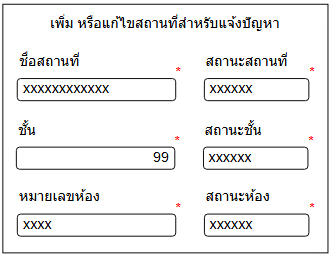 เพิ่ม หรือแก้ไขสถานที่สำหรับแจ้งปัญหา
ชื่อสถานที่ * สถานะสถานที่ *
xxxxxxxxxxxx xxxxxx
ชั้น * สถานะชั้น *
99 xxxxxx
หมายเลขห้อง * สถานะห้อง *
xxxx xxxxxx